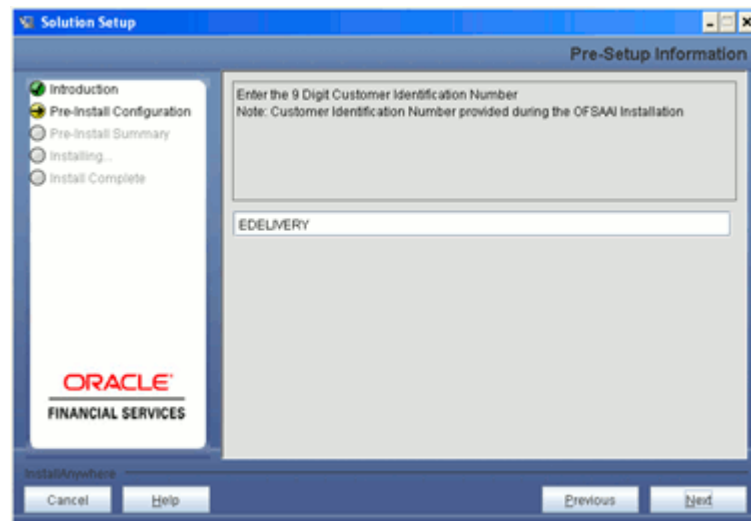 Solution Setup
Pre-Setup Information
Introduction
Pre-Install Configuration
Pre-Install Summary
Installing...
Install Complete
ORACLE
FINANCIAL SERVICES
Enter the 9 Digit Customer Identification Number
Note: Customer Identification Number provided during the OFSAAI Installation
EDELIVERY
InstallAnywhere
Cancel
Help
Previous
Next